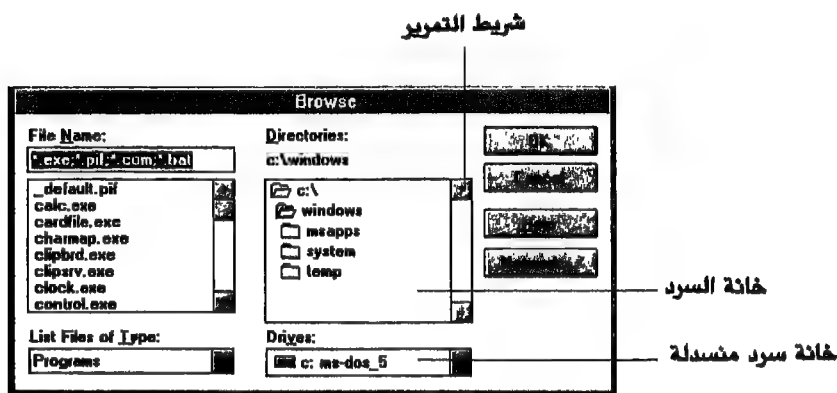 شريط التمرير
Browse
File Name:
Directories:
*.exe;*.pif;*.com;*.bat
c:\windows
_default.pif
calc.exe
cardfile.exe
charmap.exe
clipbrd.exe
clipsrv.exe
clock.exe
control.exe
c:\
windows
msapps
system
temp
خانة السرد
List Files of Type:
Drives:
Programs
c: ms-dos_5
خانة سرد منسدلة